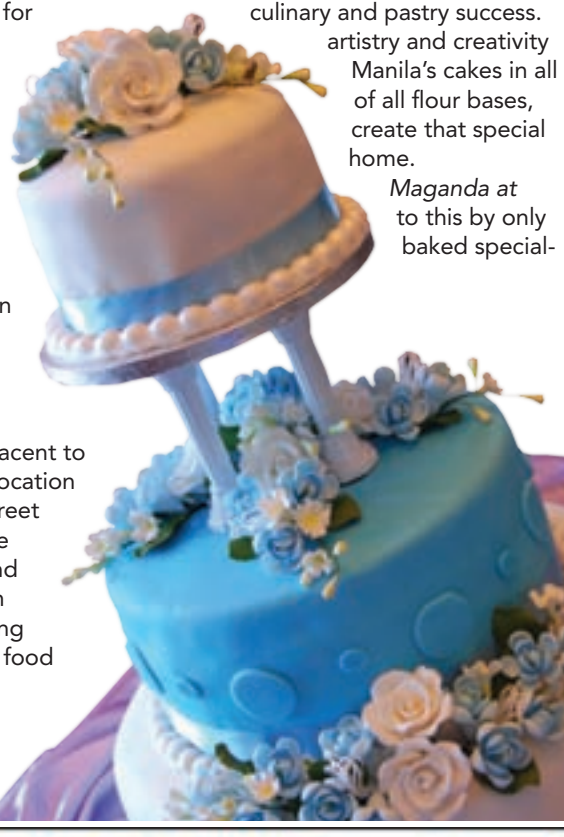 for
n
acent to
ocation
reet
e
nd
n
ng
food
culinary and pastry success.
artistry and creativity
Manila’s cakes in all
of all flour bases,
create that special
home.
Maganda at
to this by only
baked special-